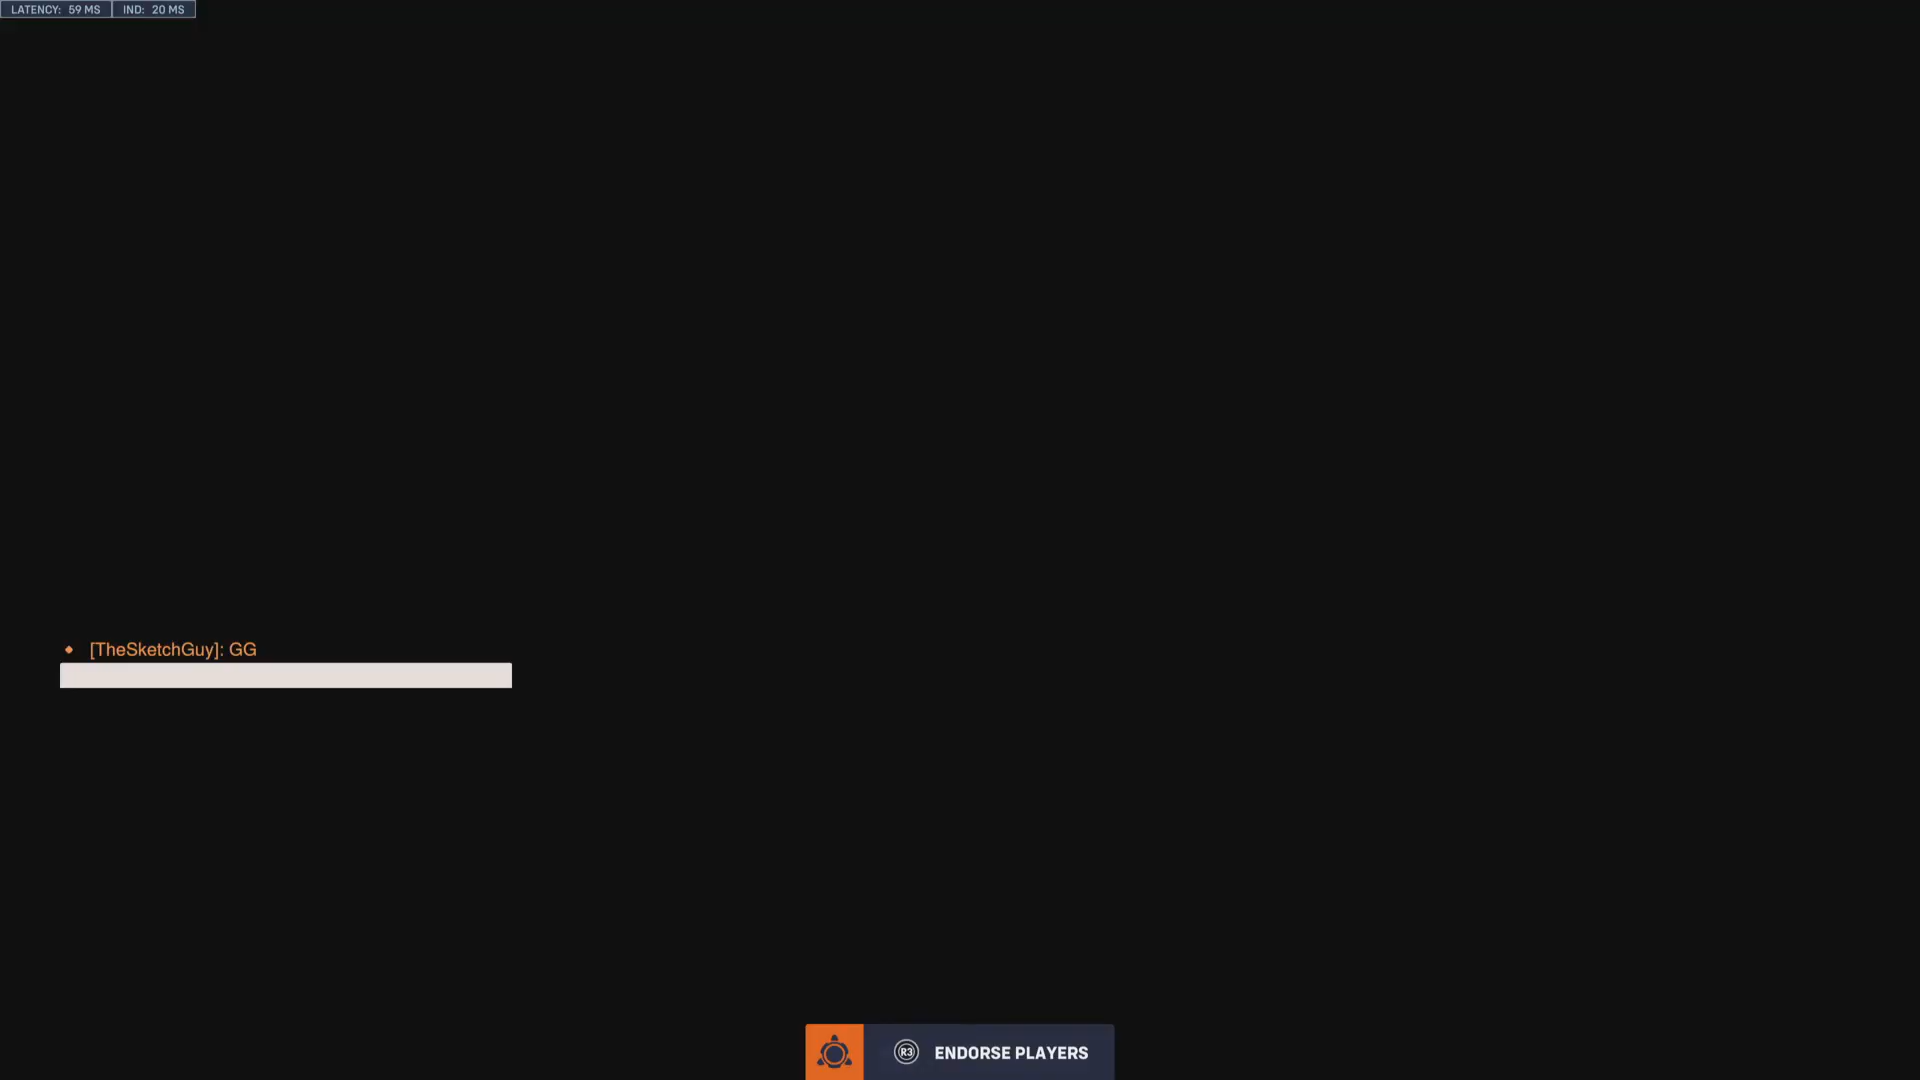 LATENCY: 59 MS IND: 20 MS
[TheSketchGuy]: GG
R3 ENDORSE PLAYERS